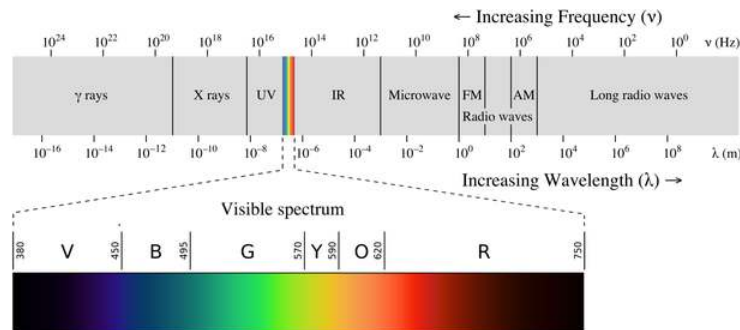 ← Increasing Frequency (ν)
10²⁴ 10²² 10²⁰ 10¹⁸ 10¹⁶ 10¹⁴ 10¹² 10¹⁰ 10⁸ 10⁶ 10⁴ 10² 10⁰ ν (Hz)
γ rays X rays UV IR Microwave FM AM Long radio waves
Radio waves
10⁻¹⁶ 10⁻¹⁴ 10⁻¹² 10⁻¹⁰ 10⁻⁸ 10⁻⁶ 10⁻⁴ 10⁻² 10⁰ 10² 10⁴ 10⁶ 10⁸ λ (m)
Increasing Wavelength (λ) →
Visible spectrum
380 V 450 B 495 G 570 Y 590 O 620 R 750